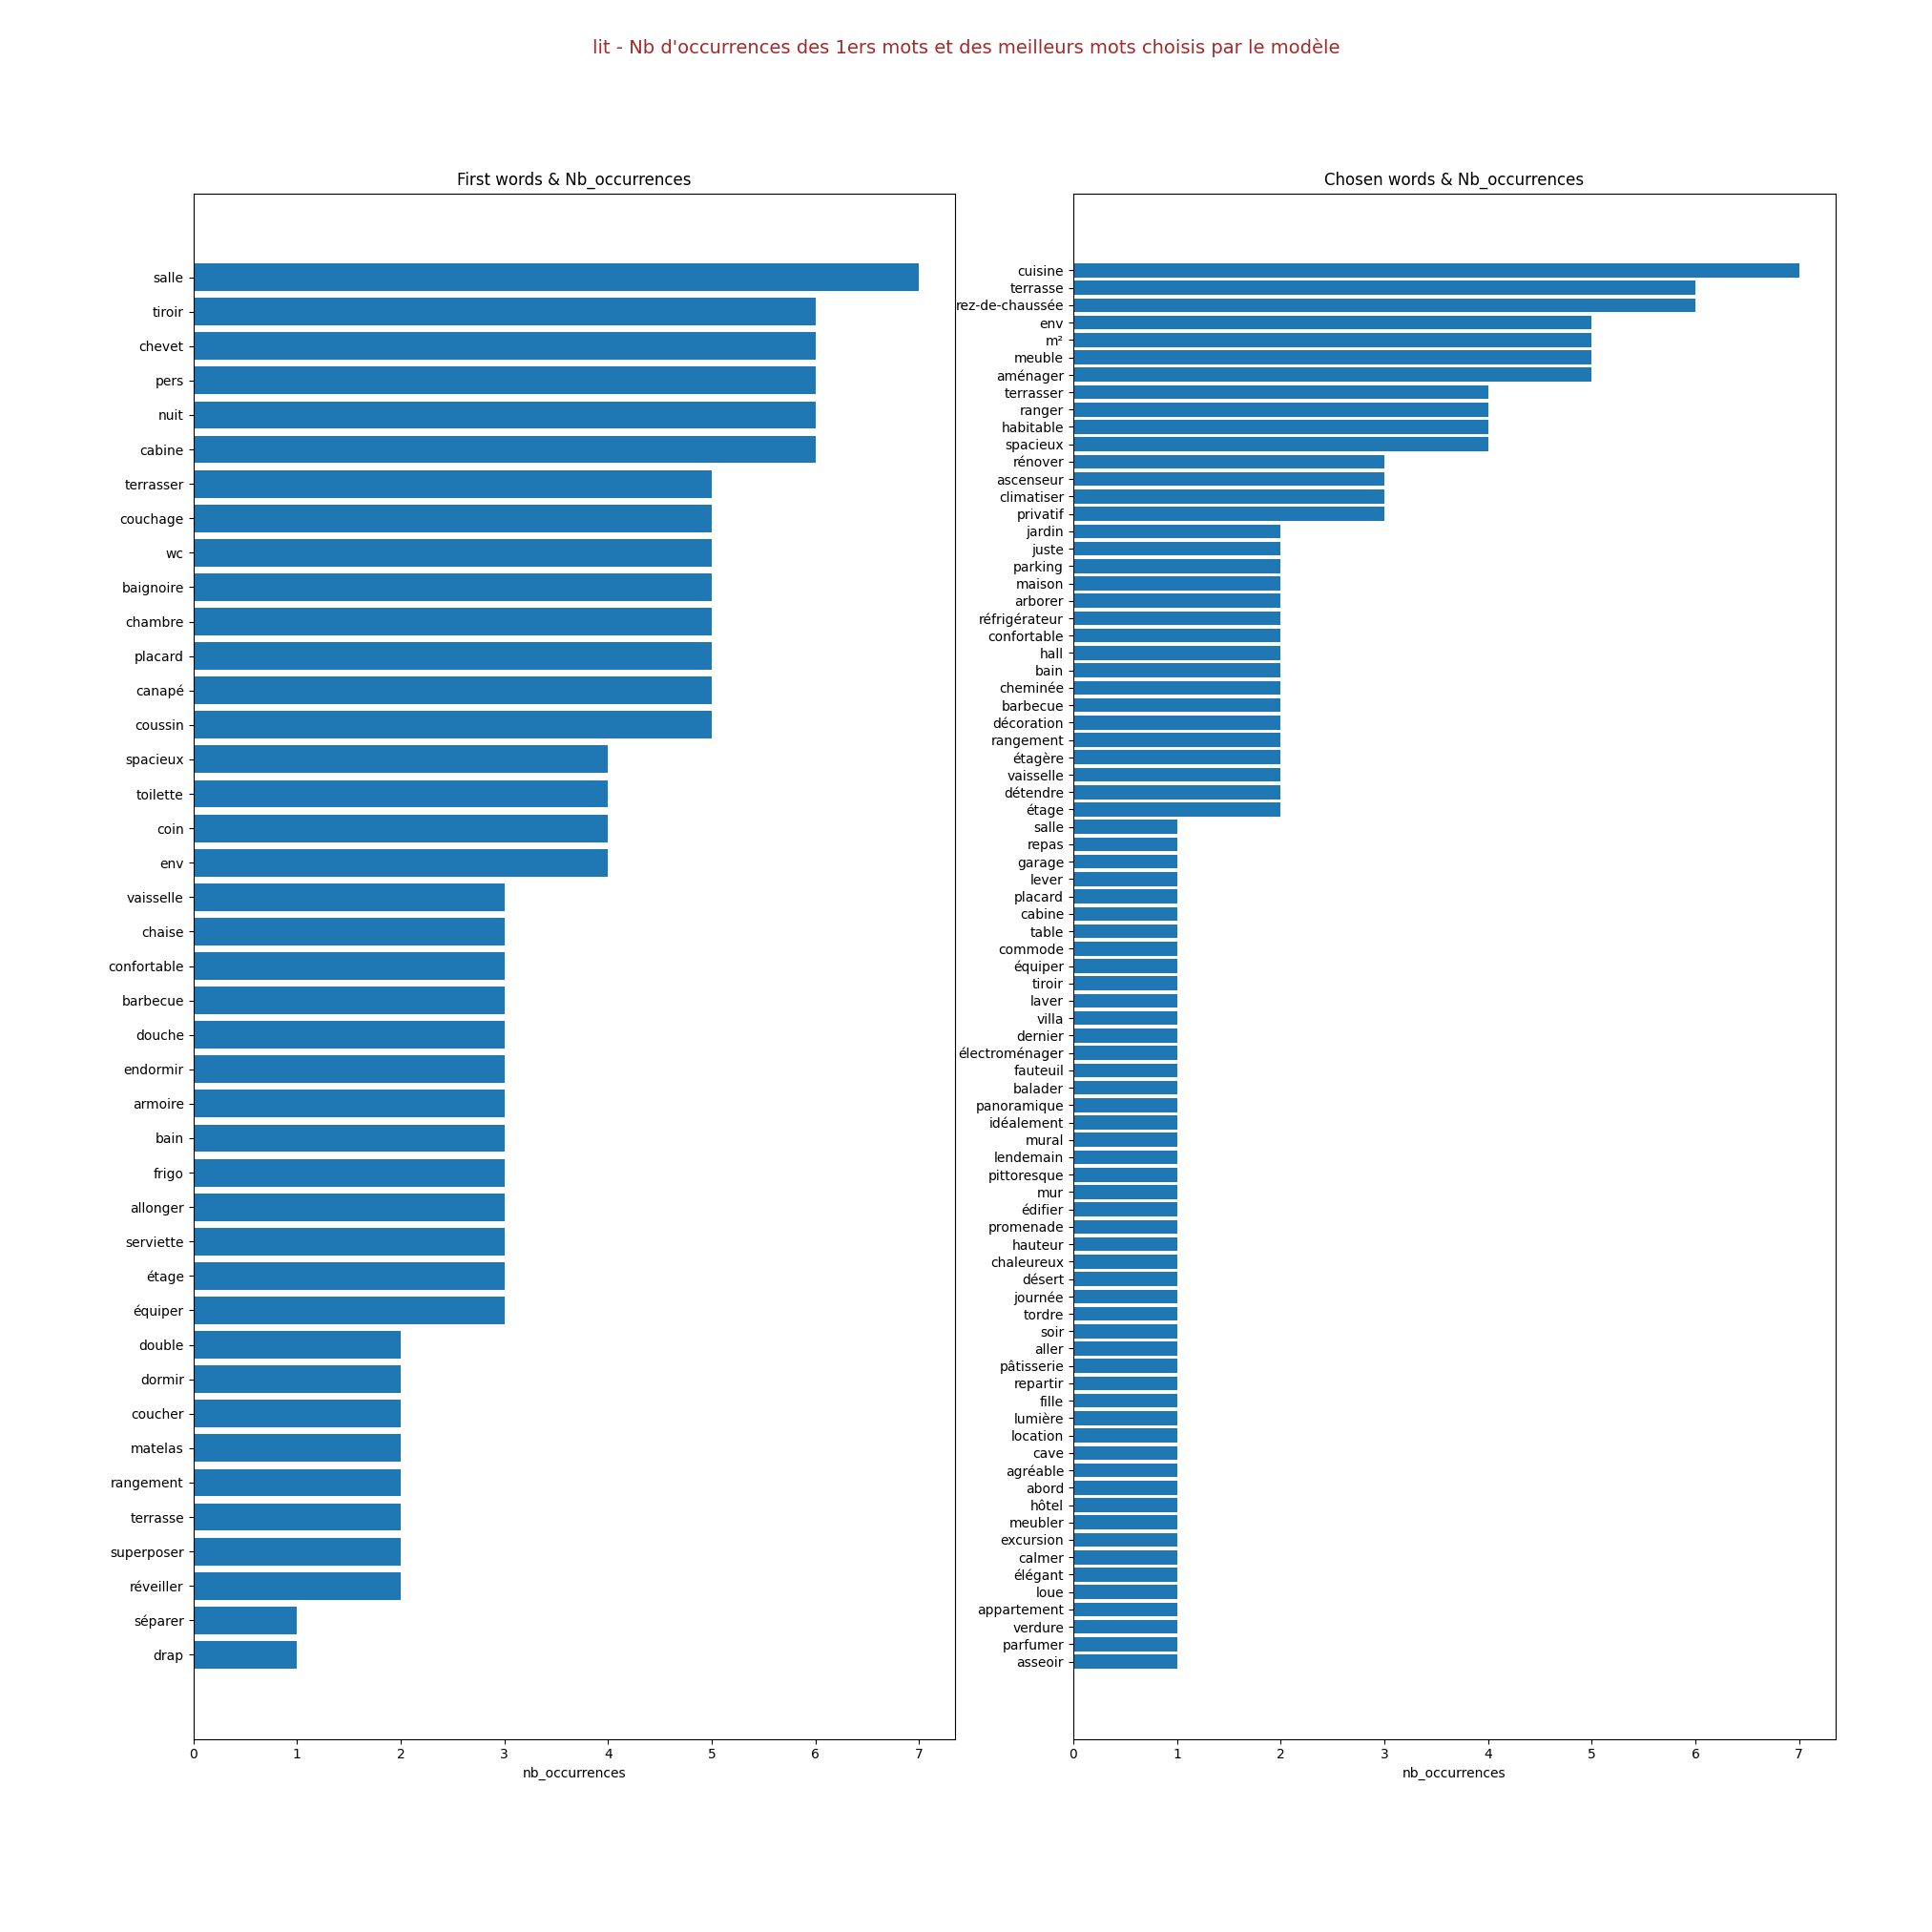 lit - Nb d'occurrences des 1ers mots et des meilleurs mots choisis par le modèle
First words & Nb_occurrences
salle
tiroir
chevet
pers
nuit
cabine
terrasser
couchage
wc
baignoire
chambre
placard
canapé
coussin
spacieux
toilette
coin
env
vaisselle
chaise
confortable
barbecue
douche
endormir
armoire
bain
frigo
allonger
serviette
étage
équiper
double
dormir
coucher
matelas
rangement
terrasse
superposer
réveiller
séparer
drap
0 1 2 3 4 5 6 7
nb_occurrences
Chosen words & Nb_occurrences
cuisine
terrasse
rez-de-chaussée
env
m²
meuble
aménager
terrasser
ranger
habitable
spacieux
rénover
ascenseur
climatiser
privatif
jardin
juste
parking
maison
arborer
réfrigérateur
confortable
hall
bain
cheminée
barbecue
décoration
rangement
étagère
vaisselle
détendre
étage
salle
repas
garage
lever
placard
cabine
table
commode
équiper
tiroir
laver
villa
dernier
électroménager
fauteuil
balader
panoramique
idéalement
mural
lendemain
pittoresque
mur
édifier
promenade
hauteur
chaleureux
désert
journée
tordre
soir
aller
pâtisserie
repartir
fille
lumière
location
cave
agréable
abord
hôtel
meubler
excursion
calmer
élégant
loue
appartement
verdure
parfumer
asseoir
0 1 2 3 4 5 6 7
nb_occurrences